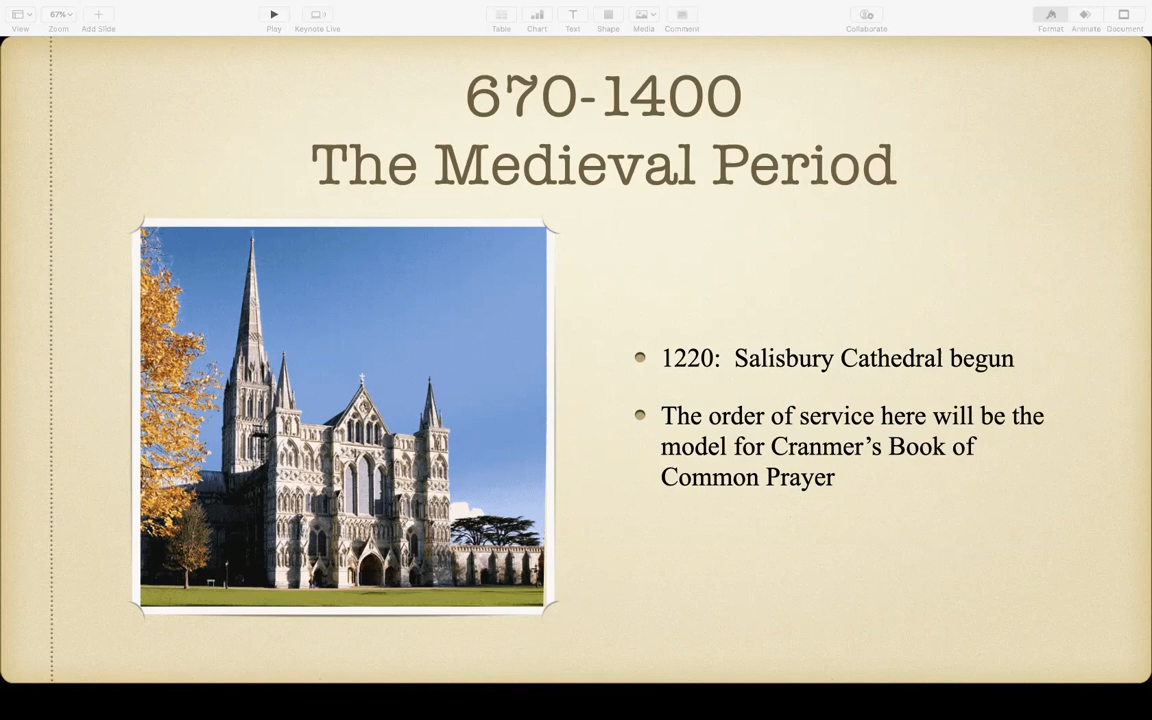 67%
View Zoom Add Slide Play Keynote Live Table Chart Text Shape Media Comment Collaborate Format Animate Document
670-1400
The Medieval Period
1220:  Salisbury Cathedral begun
The order of service here will be the
model for Cranmer’s Book of
Common Prayer